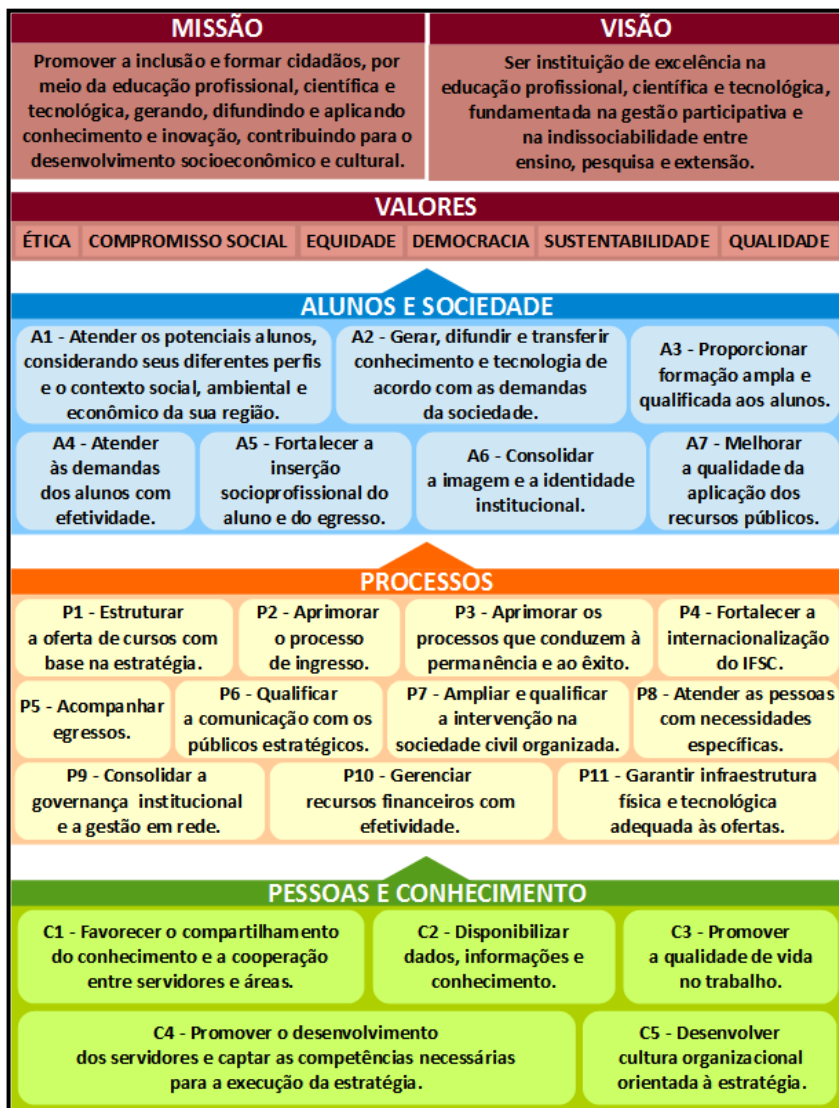 MISSÃO
Promover a inclusão e formar cidadãos, por
meio da educação profissional, científica e
tecnológica, gerando, difundindo e aplicando
conhecimento e inovação, contribuindo para o
desenvolvimento socioeconômico e cultural.
VISÃO
Ser instituição de excelência na
educação profissional, científica e tecnológica,
fundamentada na gestão participativa e
na indissociabilidade entre
ensino, pesquisa e extensão.
VALORES
ÉTICA COMPROMISSO SOCIAL EQUIDADE DEMOCRACIA SUSTENTABILIDADE QUALIDADE
ALUNOS E SOCIEDADE
A1 - Atender os potenciais alunos,
considerando seus diferentes perfis
e o contexto social, ambiental e
econômico da sua região.
A2 - Gerar, difundir e transferir
conhecimento e tecnologia de
acordo com as demandas
da sociedade.
A3 - Proporcionar
formação ampla e
qualificada aos alunos.
A4 - Atender
às demandas
dos alunos com
efetividade.
A5 - Fortalecer a
inserção
socioprofissional do
aluno e do egresso.
A6 - Consolidar
a imagem e a identidade
institucional.
A7 - Melhorar
a qualidade da
aplicação dos
recursos públicos.
PROCESSOS
P1 - Estruturar
a oferta de cursos com
base na estratégia.
P2 - Aprimorar
o processo
de ingresso.
P3 - Aprimorar os
processos que conduzem à
permanência e ao êxito.
P4 - Fortalecer a
internacionalização
do IFSC.
P5 - Acompanhar
egressos.
P6 - Qualificar
a comunicação com os
públicos estratégicos.
P7 - Ampliar e qualificar
a intervenção na
sociedade civil organizada.
P8 - Atender as pessoas
com necessidades
específicas.
P9 - Consolidar a
governança institucional
e a gestão em rede.
P10 - Gerenciar
recursos financeiros com
efetividade.
P11 - Garantir infraestrutura
física e tecnológica
adequada às ofertas.
PESSOAS E CONHECIMENTO
C1 - Favorecer o compartilhamento
do conhecimento e a cooperação
entre servidores e áreas.
C2 - Disponibilizar
dados, informações e
conhecimento.
C3 - Promover
a qualidade de vida
no trabalho.
C4 - Promover o desenvolvimento
dos servidores e captar as competências necessárias
para a execução da estratégia.
C5 - Desenvolver
cultura organizacional
orientada à estratégia.